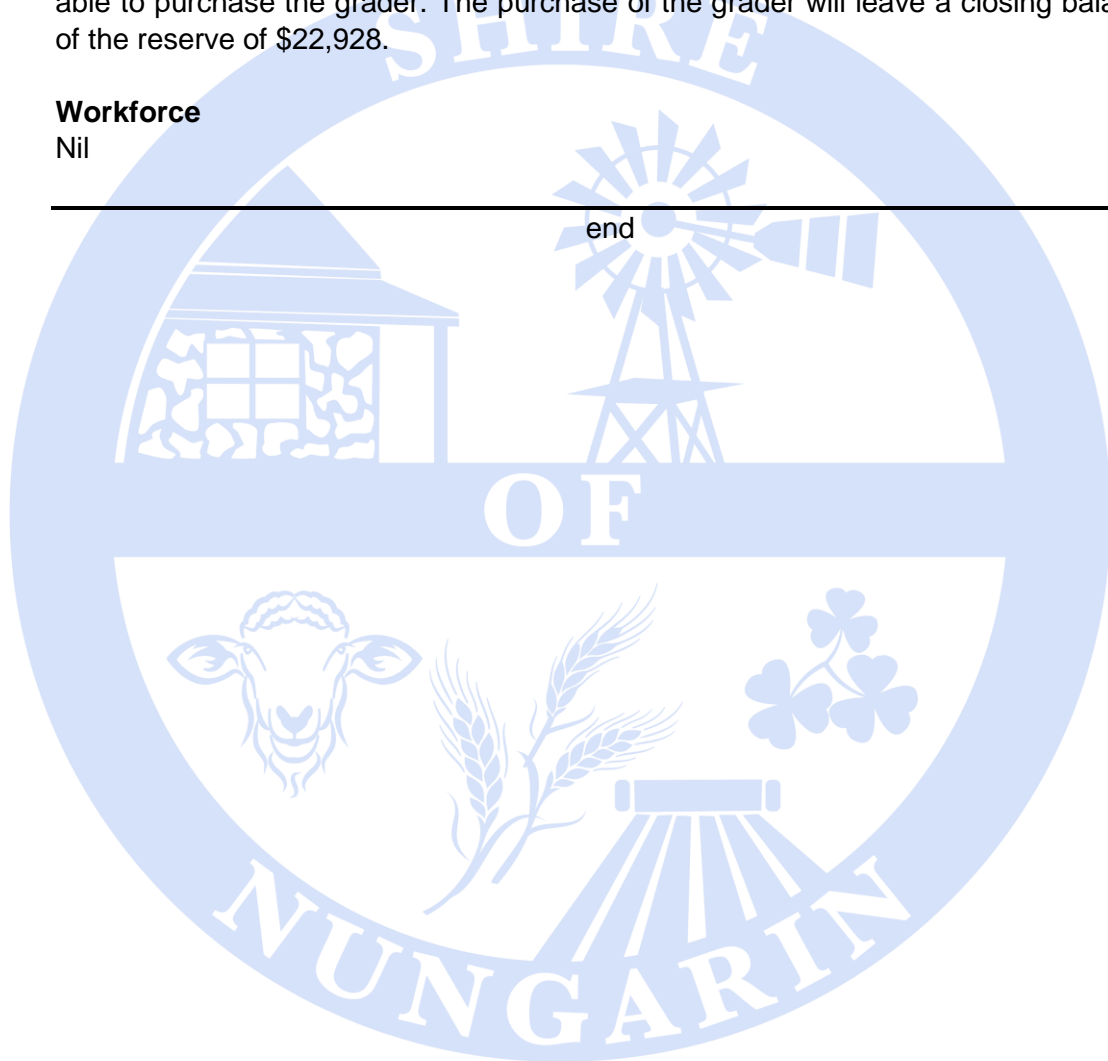 able to purchase the grader. The purchase of the grader will leave a closing
of the reserve of $22,928.
Workforce
Nil
end
SHIRE
OF
NUNGARIN